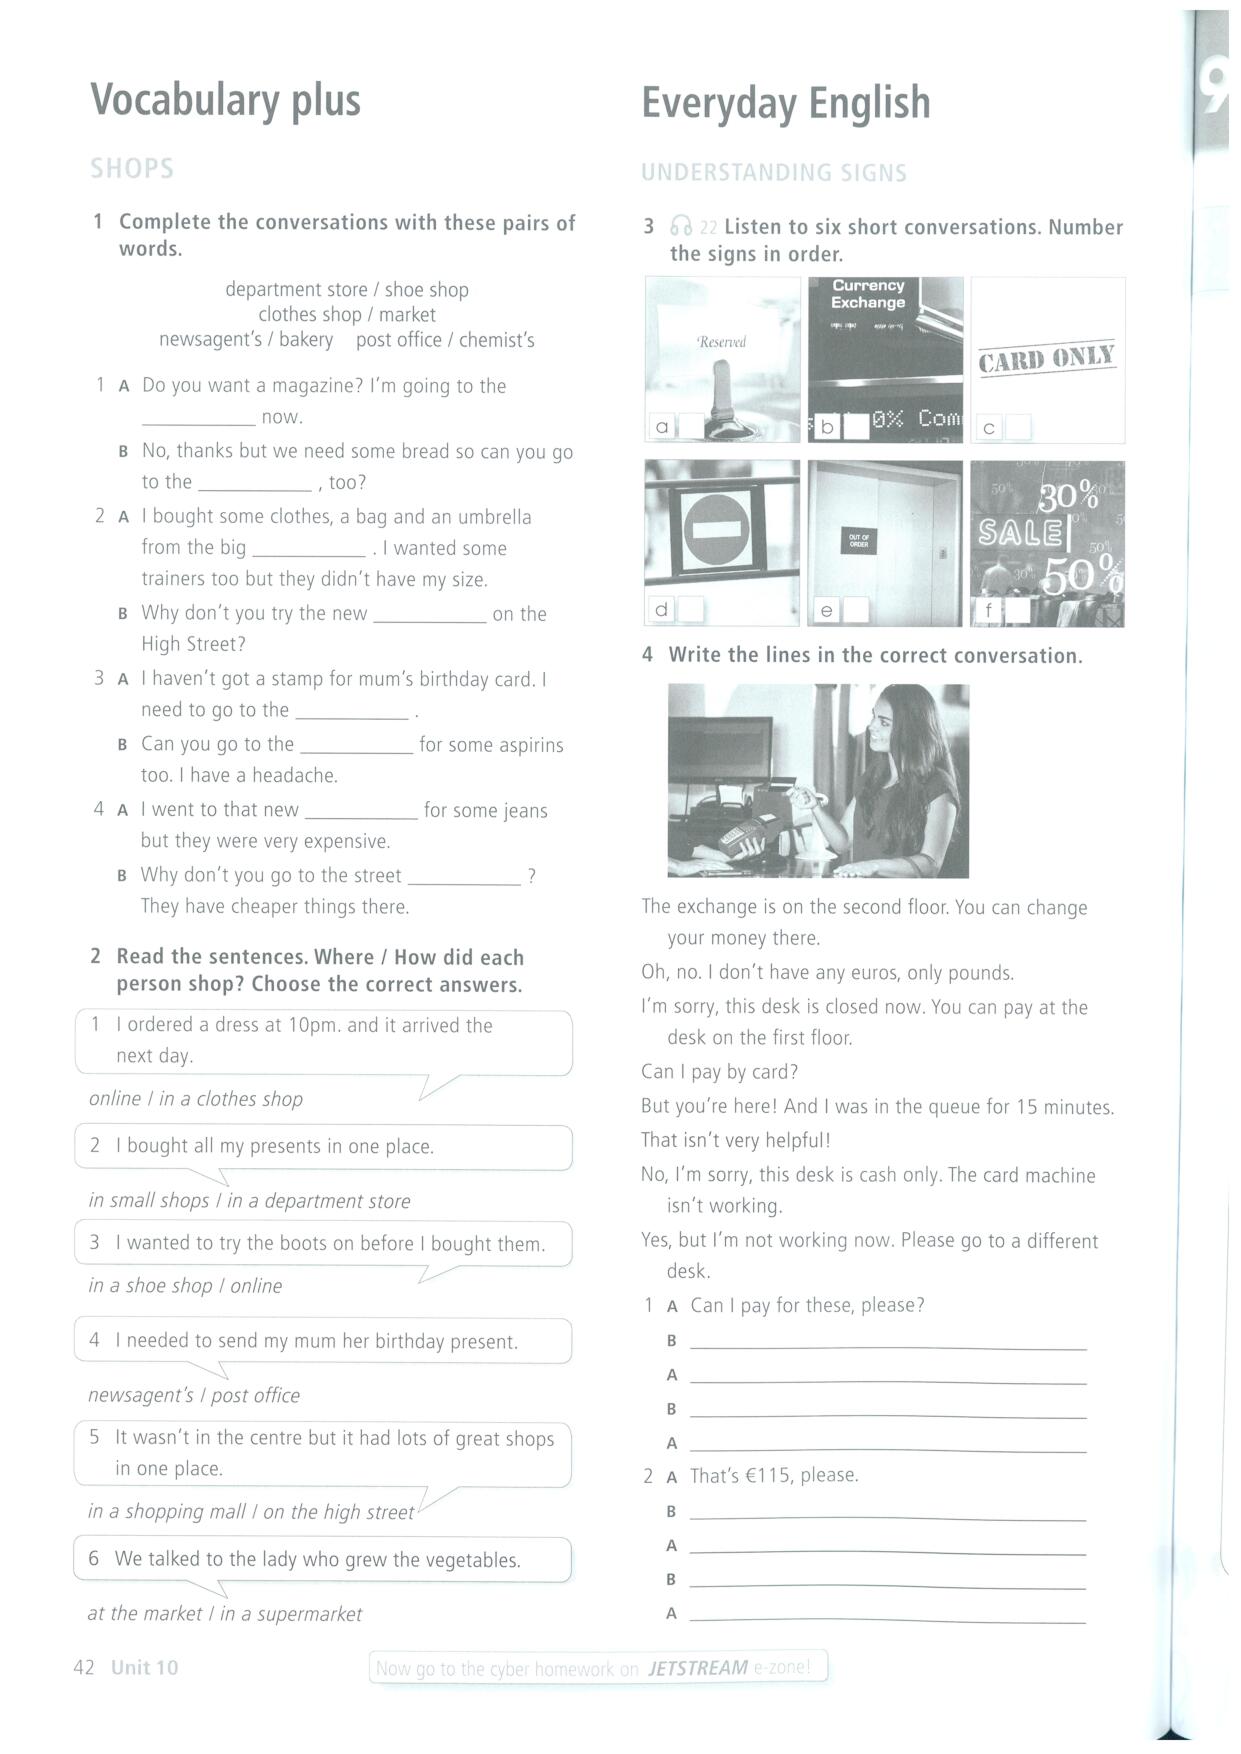 Vocabulary plus
SHOPS
1 Complete the conversations with these pairs of
words.
department store / shoe shop
clothes shop / market
newsagent's / bakery post office / chemist's
1 A Do you want a magazine? I'm going to the
____________ now.
B No, thanks but we need some bread so can you go
to the ____________ , too?
2 A I bought some clothes, a bag and an umbrella
from the big ____________ . I wanted some
trainers too but they didn't have my size.
B Why don't you try the new ____________ on the
High Street?
3 A I haven't got a stamp for mum's birthday card. I
need to go to the ____________ .
B Can you go to the ____________ for some aspirins
too. I have a headache.
4 A I went to that new ____________ for some jeans
but they were very expensive.
B Why don't you go to the street ____________ ?
They have cheaper things there.
2 Read the sentences. Where / How did each
person shop? Choose the correct answers.
1 I ordered a dress at 10pm. and it arrived the
next day.
online / in a clothes shop
2 I bought all my presents in one place.
in small shops / in a department store
3 I wanted to try the boots on before I bought them.
in a shoe shop / online
4 I needed to send my mum her birthday present.
newsagent's / post office
5 It wasn't in the centre but it had lots of great shops
in one place.
in a shopping mall / on the high street
6 We talked to the lady who grew the vegetables.
at the market / in a supermarket
42 Unit 10
Everyday English
UNDERSTANDING SIGNS
3 22 Listen to six short conversations. Number
the signs in order.
Reserved
a
Currency
Exchange
0% Com
b
CARD ONLY
c
d
OUT OF
ORDER
e
50% 30%
SALE
50%
30% 50%
f
4 Write the lines in the correct conversation.
The exchange is on the second floor. You can change
your money there.
Oh, no. I don't have any euros, only pounds.
I'm sorry, this desk is closed now. You can pay at the
desk on the first floor.
Can I pay by card?
But you're here! And I was in the queue for 15 minutes.
That isn't very helpful!
No, I'm sorry, this desk is cash only. The card machine
isn't working.
Yes, but I'm not working now. Please go to a different
desk.
1 A Can I pay for these, please?
B
A
B
A
2 A That's €115, please.
B
A
B
A
Now go to the cyber homework on JETSTREAM e-zone!
9